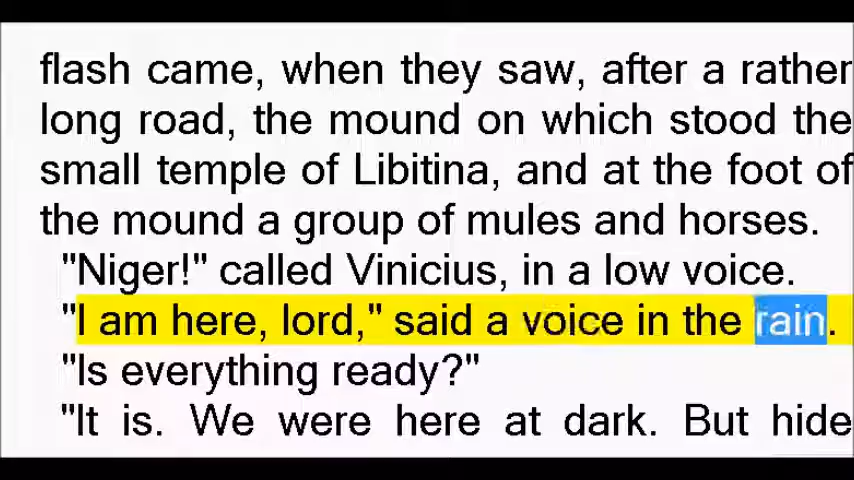 flash came, when they saw, after a rather
long road, the mound on which stood the
small temple of Libitina, and at the foot of
the mound a group of mules and horses.
"Niger!" called Vinicius, in a low voice.
"I am here, lord," said a voice in the rain.
"Is everything ready?"
"It is. We were here at dark. But hide